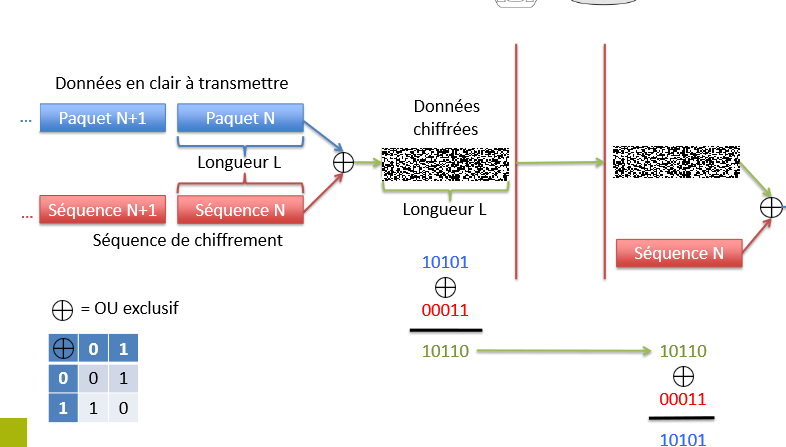 Données en clair à transmettre
... Paquet N+1 Paquet N
Longueur L
... Séquence N+1 Séquence N
Séquence de chiffrement
Données
chiffrées
Longueur L
Séquence N
10101
⊕
00011
10110
10110
⊕
00011
10101
⊕ = OU exclusif
⊕ 0 1
0 0 1
1 1 0